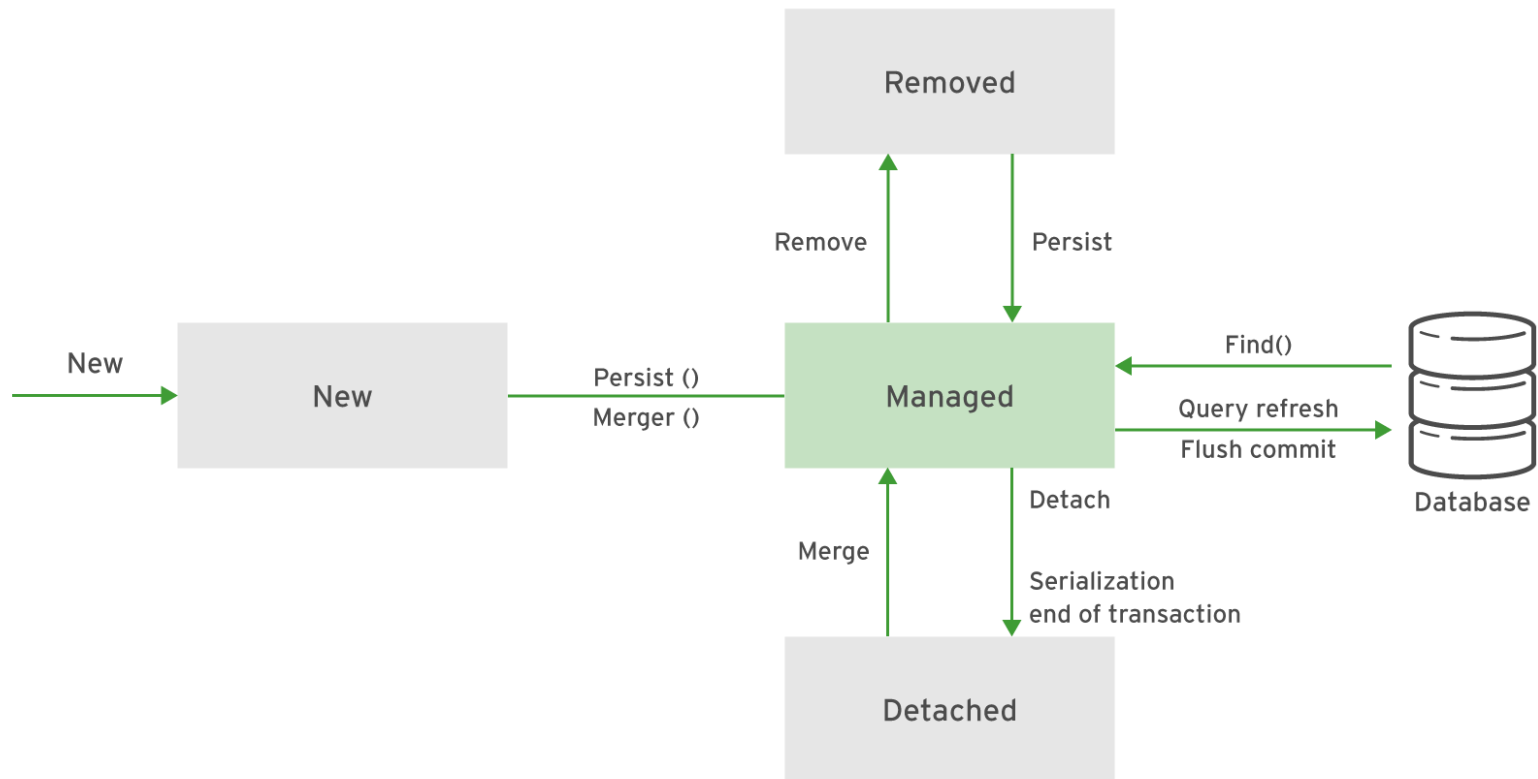 Removed
Remove
Persist
New
New
Persist ()
Merger ()
Managed
Find()
Query refresh
Flush commit
Database
Detach
Merge
Serialization
end of transaction
Detached